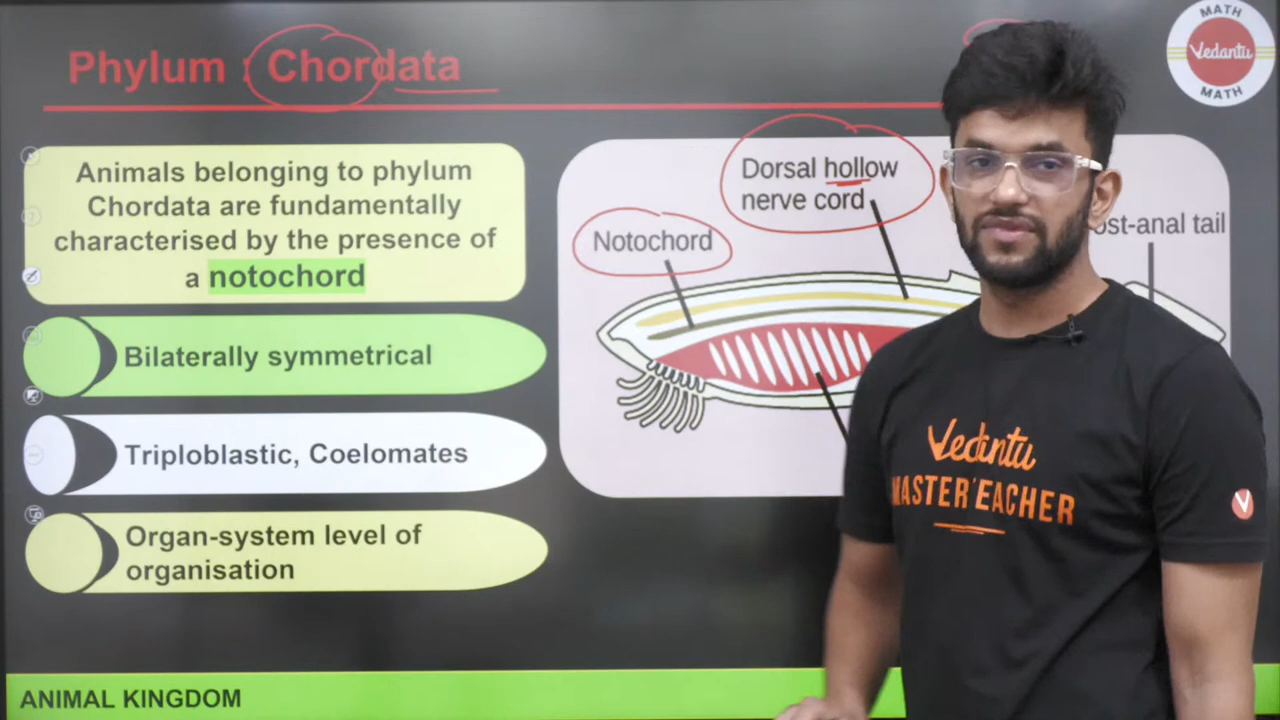 Phylum : Chordata
MATH
Vedantu
MATH
Animals belonging to phylum
Chordata are fundamentally
characterised by the presence of
a notochord
Bilaterally symmetrical
Triploblastic, Coelomates
Organ-system level of
organisation
Dorsal hollow
nerve cord
Notochord
ost-anal tail
Vedantu
MASTER TEACHER
V
ANIMAL KINGDOM